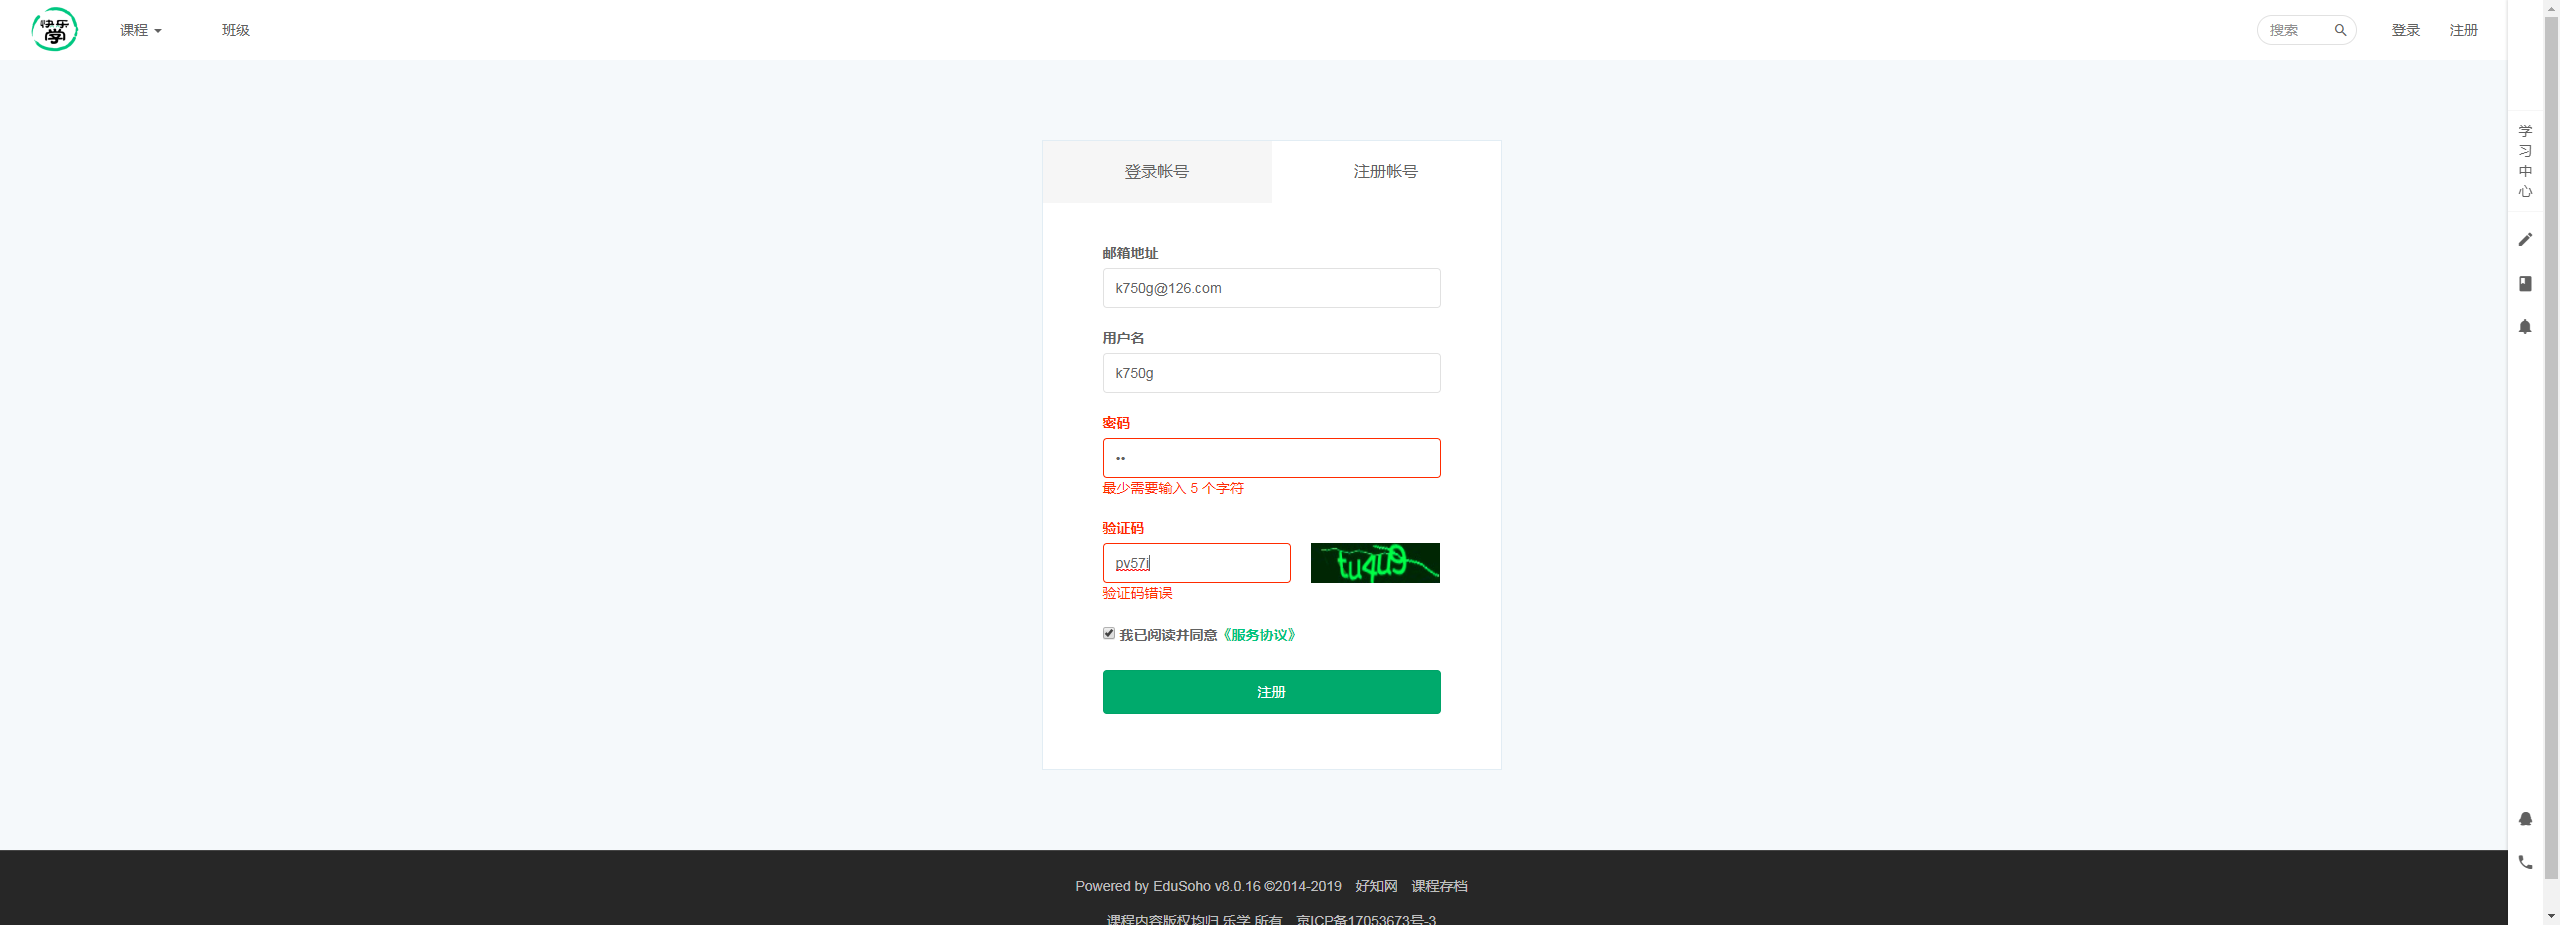 快乐
学
课程
班级
搜索
登录
注册
登录帐号
注册帐号
邮箱地址
k750g@126.com
用户名
k750g
密码
••
最少需要输入 5 个字符
验证码
pv57i
tu4u9
验证码错误
我已阅读并同意《服务协议》
注册
学
习
中
心
Powered by EduSoho v8.0.16 ©2014-2019 好知网 课程存档
课程内容版权均归 乐学 所有 京ICP备17053673号-3